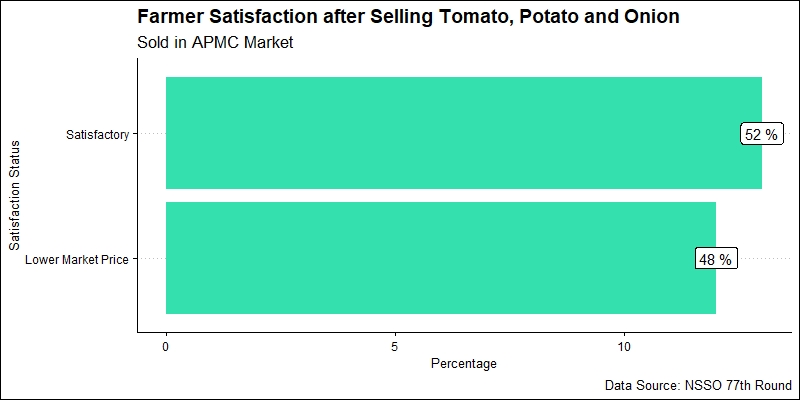 Farmer Satisfaction after Selling Tomato, Potato and Onion
Sold in APMC Market
Satisfaction Status
Satisfactory
52 %
Lower Market Price
48 %
0 5 10
Percentage
Data Source: NSSO 77th Round